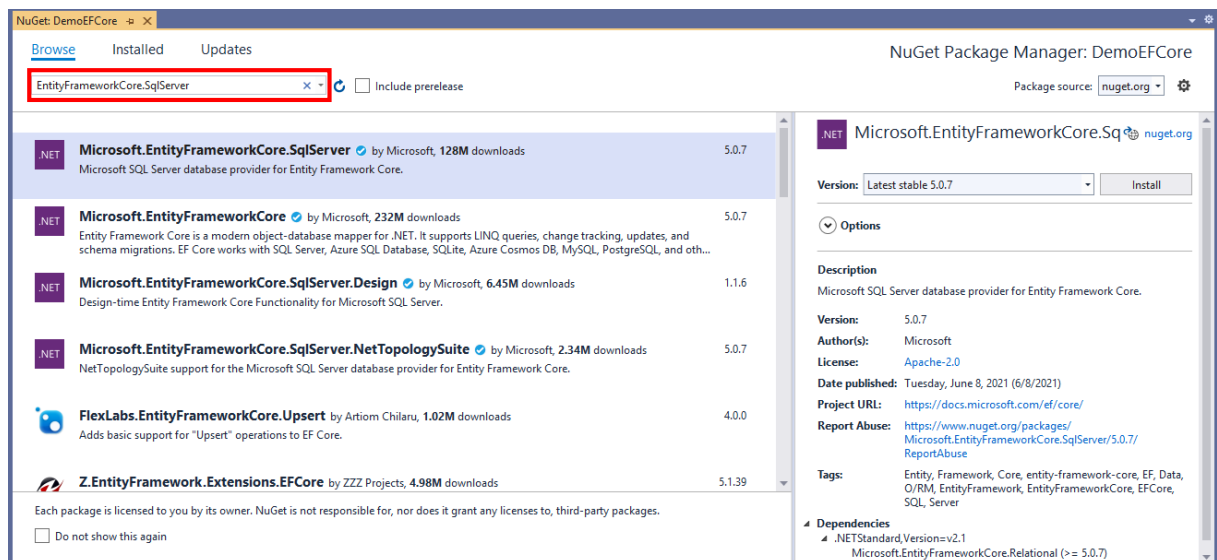 NuGet: DemoEFCore
Browse Installed Updates
NuGet Package Manager: DemoEFCore
EntityFrameworkCore.SqlServer
Include prerelease
Package source: nuget.org
.NET
Microsoft.EntityFrameworkCore.SqlServer by Microsoft, 128M downloads 5.0.7
Microsoft SQL Server database provider for Entity Framework Core.
.NET
Microsoft.EntityFrameworkCore by Microsoft, 232M downloads 5.0.7
Entity Framework Core is a modern object-database mapper for .NET. It supports LINQ queries, change tracking, updates, and
schema migrations. EF Core works with SQL Server, Azure SQL Database, SQLite, Azure Cosmos DB, MySQL, PostgreSQL, and oth...
.NET
Microsoft.EntityFrameworkCore.SqlServer.Design by Microsoft, 6.45M downloads 1.1.6
Design-time Entity Framework Core Functionality for Microsoft SQL Server.
.NET
Microsoft.EntityFrameworkCore.SqlServer.NetTopologySuite by Microsoft, 2.34M downloads 5.0.7
NetTopologySuite support for the Microsoft SQL Server database provider for Entity Framework Core.
FlexLabs.EntityFrameworkCore.Upsert by Artiom Chilaru, 1.02M downloads 4.0.0
Adds basic support for "Upsert" operations to EF Core.
Z.EntityFramework.Extensions.EFCore by ZZZ Projects, 4.98M downloads 5.1.39
Each package is licensed to you by its owner. NuGet is not responsible for, nor does it grant any licenses to, third-party packages.
Do not show this again
.NET
Microsoft.EntityFrameworkCore.Sq nuget.org
Version: Latest stable 5.0.7 Install
Options
Description
Microsoft SQL Server database provider for Entity Framework Core.
Version: 5.0.7
Author(s): Microsoft
License: Apache-2.0
Date published: Tuesday, June 8, 2021 (6/8/2021)
Project URL: https://docs.microsoft.com/ef/core/
Report Abuse: https://www.nuget.org/packages/
Microsoft.EntityFrameworkCore.SqlServer/5.0.7/
ReportAbuse
Tags: Entity, Framework, Core, entity-framework-core, EF, Data,
O/RM, EntityFramework, EntityFrameworkCore, EFCore,
SQL, Server
Dependencies
.NETStandard,Version=v2.1
Microsoft.EntityFrameworkCore.Relational (>= 5.0.7)